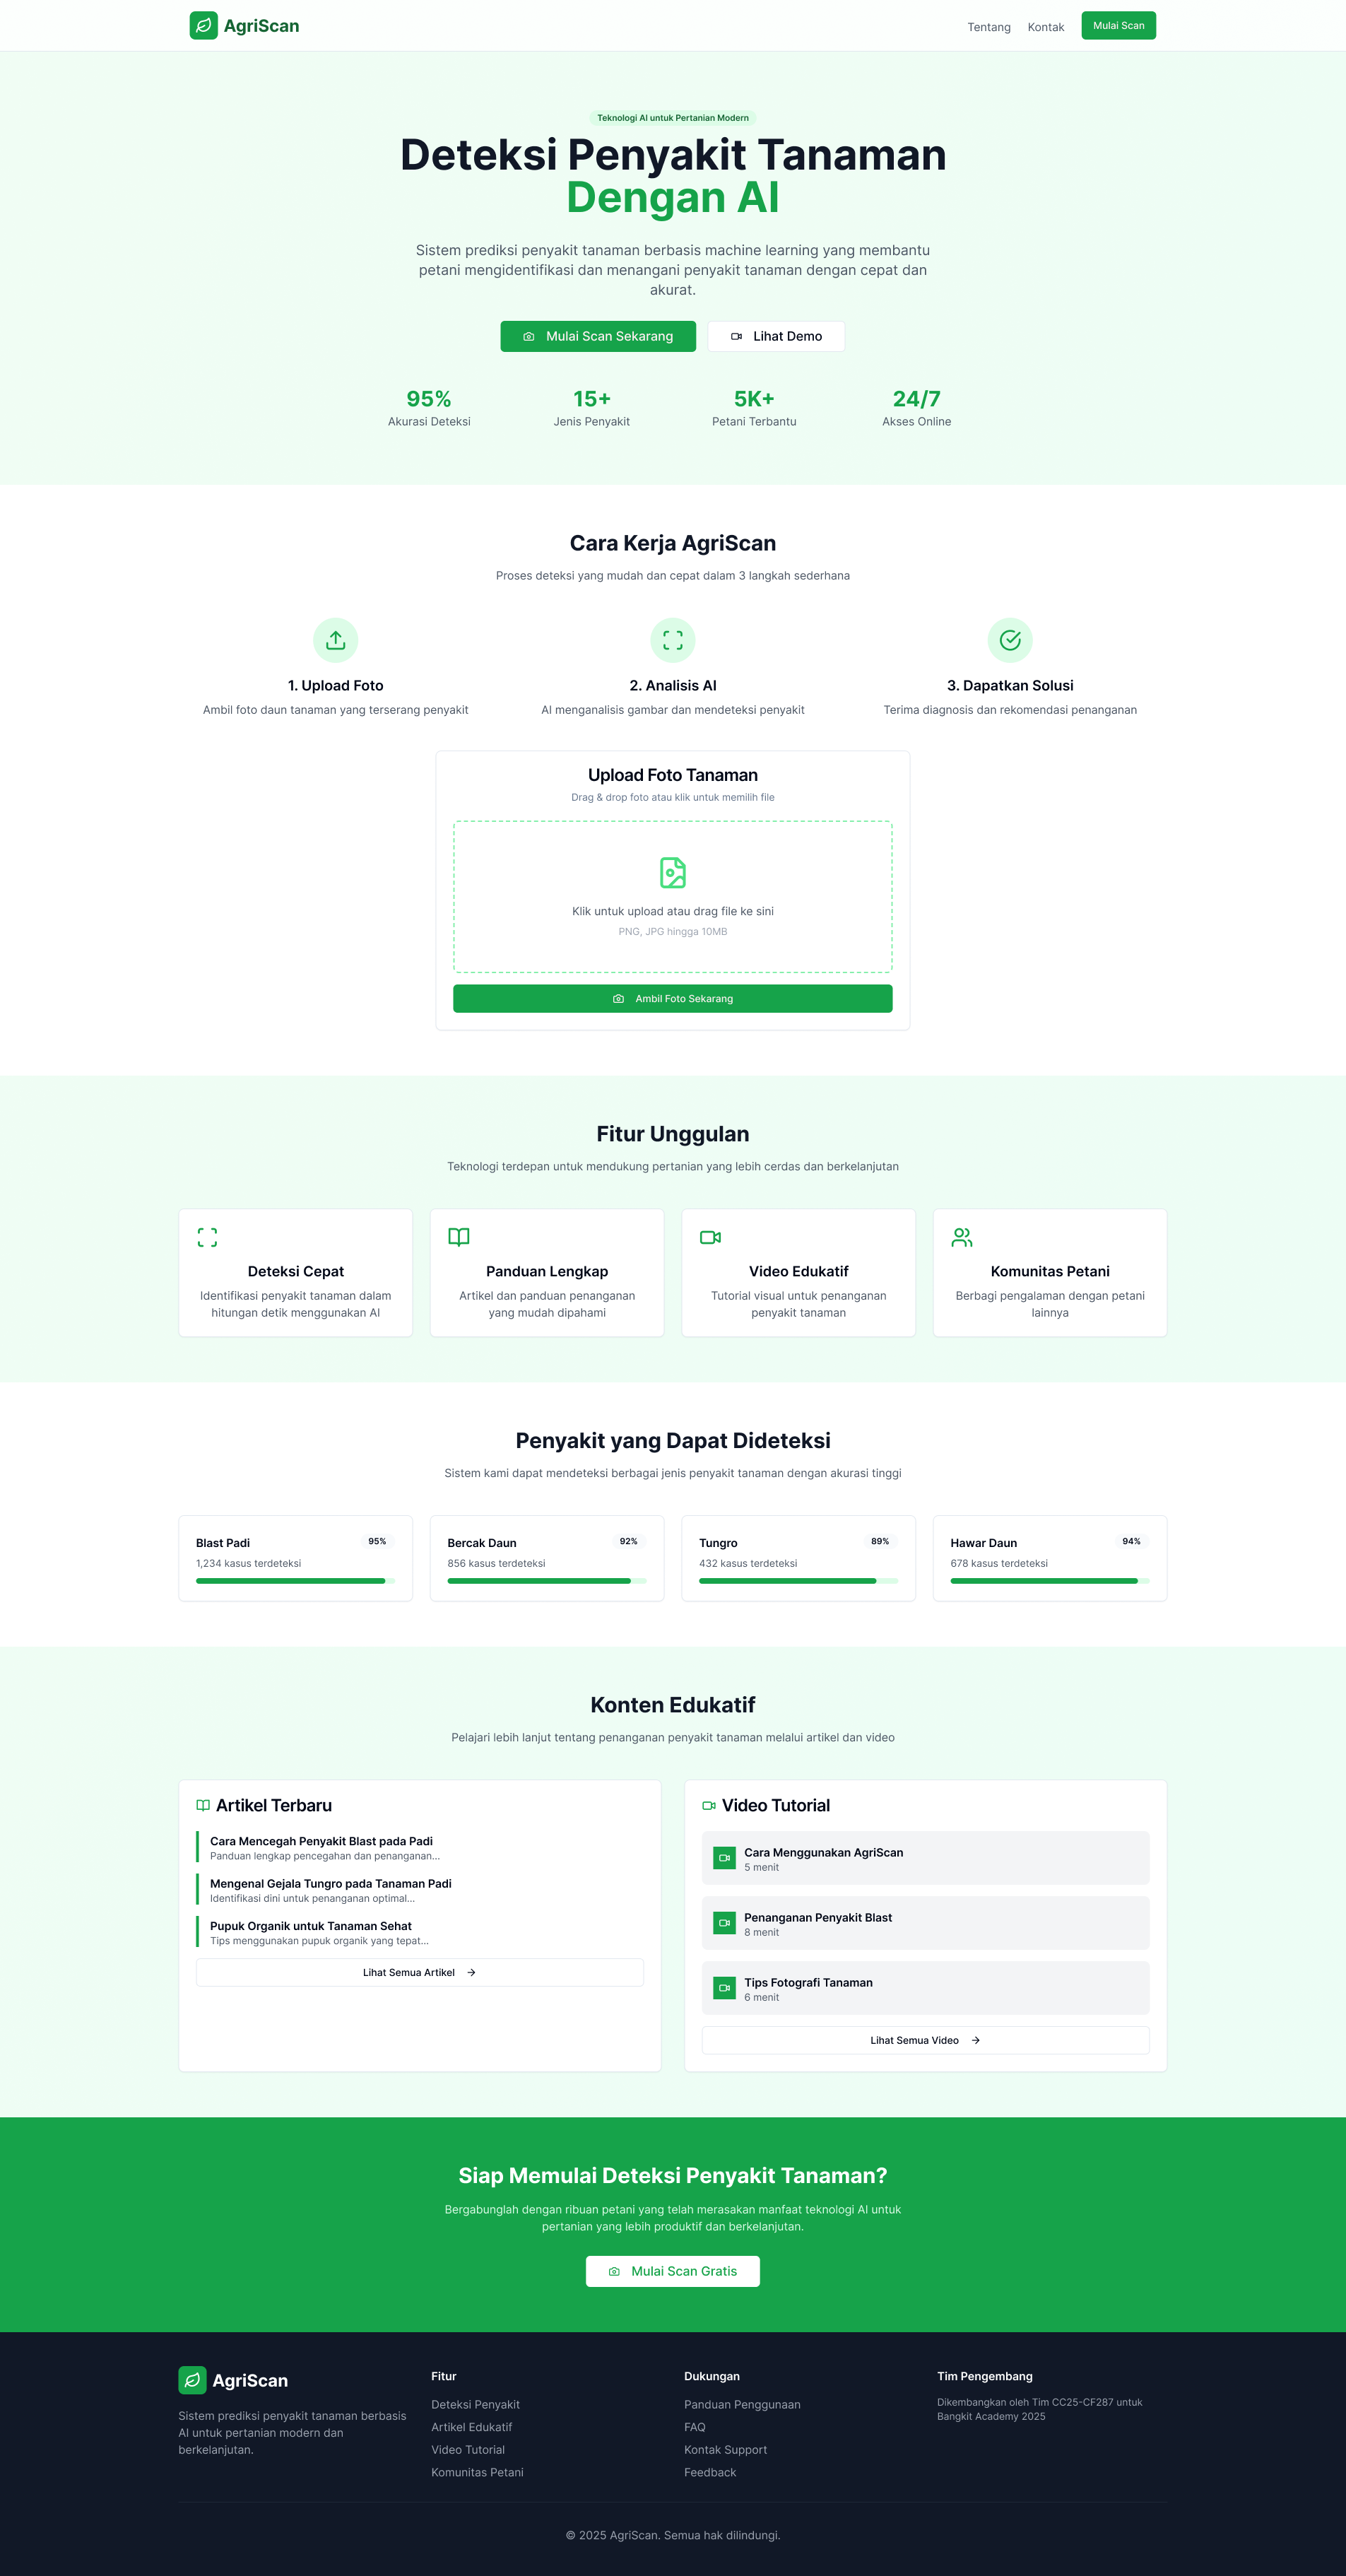 AgriScan
Tentang
Kontak
Mulai Scan
Teknologi AI untuk Pertanian Modern
Deteksi Penyakit Tanaman
Dengan AI
Sistem prediksi penyakit tanaman berbasis machine learning yang membantu
petani mengidentifikasi dan menangani penyakit tanaman dengan cepat dan
akurat.
Mulai Scan Sekarang
Lihat Demo
95%
Akurasi Deteksi
15+
Jenis Penyakit
5K+
Petani Terbantu
24/7
Akses Online
Cara Kerja AgriScan
Proses deteksi yang mudah dan cepat dalam 3 langkah sederhana
1. Upload Foto
Ambil foto daun tanaman yang terserang penyakit
2. Analisis AI
AI menganalisis gambar dan mendeteksi penyakit
3. Dapatkan Solusi
Terima diagnosis dan rekomendasi penanganan
Upload Foto Tanaman
Drag & drop foto atau klik untuk memilih file
Klik untuk upload atau drag file ke sini
PNG, JPG hingga 10MB
Ambil Foto Sekarang
Fitur Unggulan
Teknologi terdepan untuk mendukung pertanian yang lebih cerdas dan berkelanjutan
Deteksi Cepat
Identifikasi penyakit tanaman dalam
hitungan detik menggunakan AI
Panduan Lengkap
Artikel dan panduan penanganan
yang mudah dipahami
Video Edukatif
Tutorial visual untuk penanganan
penyakit tanaman
Komunitas Petani
Berbagi pengalaman dengan petani
lainnya
Penyakit yang Dapat Dideteksi
Sistem kami dapat mendeteksi berbagai jenis penyakit tanaman dengan akurasi tinggi
Blast Padi
95%
1,234 kasus terdeteksi
Bercak Daun
92%
856 kasus terdeteksi
Tungro
89%
432 kasus terdeteksi
Hawar Daun
94%
678 kasus terdeteksi
Konten Edukatif
Pelajari lebih lanjut tentang penanganan penyakit tanaman melalui artikel dan video
Artikel Terbaru
Cara Mencegah Penyakit Blast pada Padi
Panduan lengkap pencegahan dan penanganan...
Mengenal Gejala Tungro pada Tanaman Padi
Identifikasi dini untuk penanganan optimal...
Pupuk Organik untuk Tanaman Sehat
Tips menggunakan pupuk organik yang tepat...
Lihat Semua Artikel
Video Tutorial
Cara Menggunakan AgriScan
5 menit
Penanganan Penyakit Blast
8 menit
Tips Fotografi Tanaman
6 menit
Lihat Semua Video
Siap Memulai Deteksi Penyakit Tanaman?
Bergabunglah dengan ribuan petani yang telah merasakan manfaat teknologi AI untuk
pertanian yang lebih produktif dan berkelanjutan.
Mulai Scan Gratis
AgriScan
Sistem prediksi penyakit tanaman berbasis
AI untuk pertanian modern dan
berkelanjutan.
Fitur
Deteksi Penyakit
Artikel Edukatif
Video Tutorial
Komunitas Petani
Dukungan
Panduan Penggunaan
FAQ
Kontak Support
Feedback
Tim Pengembang
Dikembangkan oleh Tim CC25-CF287 untuk
Bangkit Academy 2025
© 2025 AgriScan. Semua hak dilindungi.